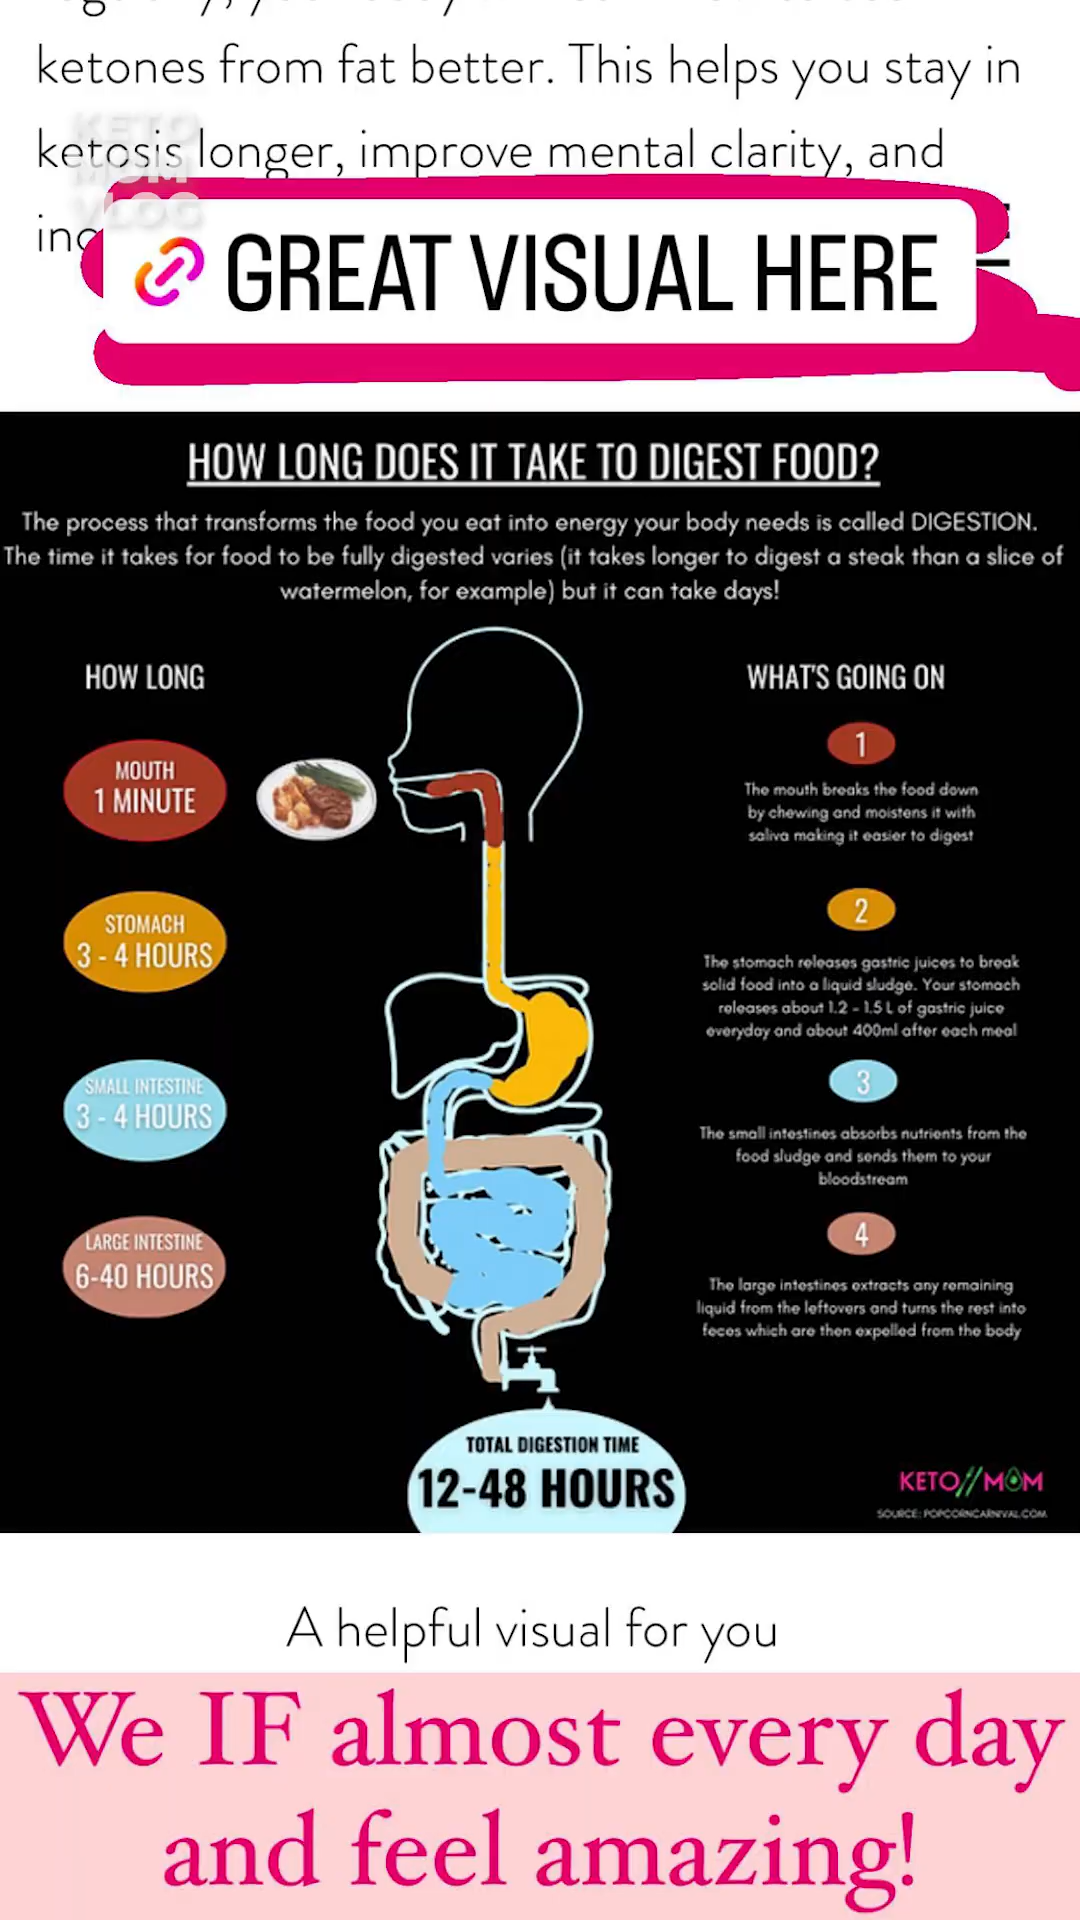 ketones from fat better. This helps you stay in
ketosis longer, improve mental clarity, and
KETO
MOM
VLOG
GREAT VISUAL HERE
HOW LONG DOES IT TAKE TO DIGEST FOOD?
The process that transforms the food you eat into energy your body needs is called DIGESTION.
The time it takes for food to be fully digested varies (it takes longer to digest a steak than a slice of
watermelon, for example) but it can take days!
HOW LONG
MOUTH
1 MINUTE
STOMACH
3 - 4 HOURS
SMALL INTESTINE
3 - 4 HOURS
LARGE INTESTINE
6-40 HOURS
WHAT'S GOING ON
1
The mouth breaks the food down
by chewing and moistens it with
saliva making it easier to digest
2
The stomach releases gastric juices to break
solid food into a liquid sludge. Your stomach
releases about 1.2 - 1.5 L of gastric juice
everyday and about 400ml after each meal
3
The small intestines absorbs nutrients from the
food sludge and sends them to your
bloodstream
4
The large intestines extracts any remaining
liquid from the leftovers and turns the rest into
feces which are then expelled from the body
TOTAL DIGESTION TIME
12-48 HOURS
KETO//MOM
SOURCE: POPCORNCARNIVAL.COM
A helpful visual for you
We IF almost every day
and feel amazing!